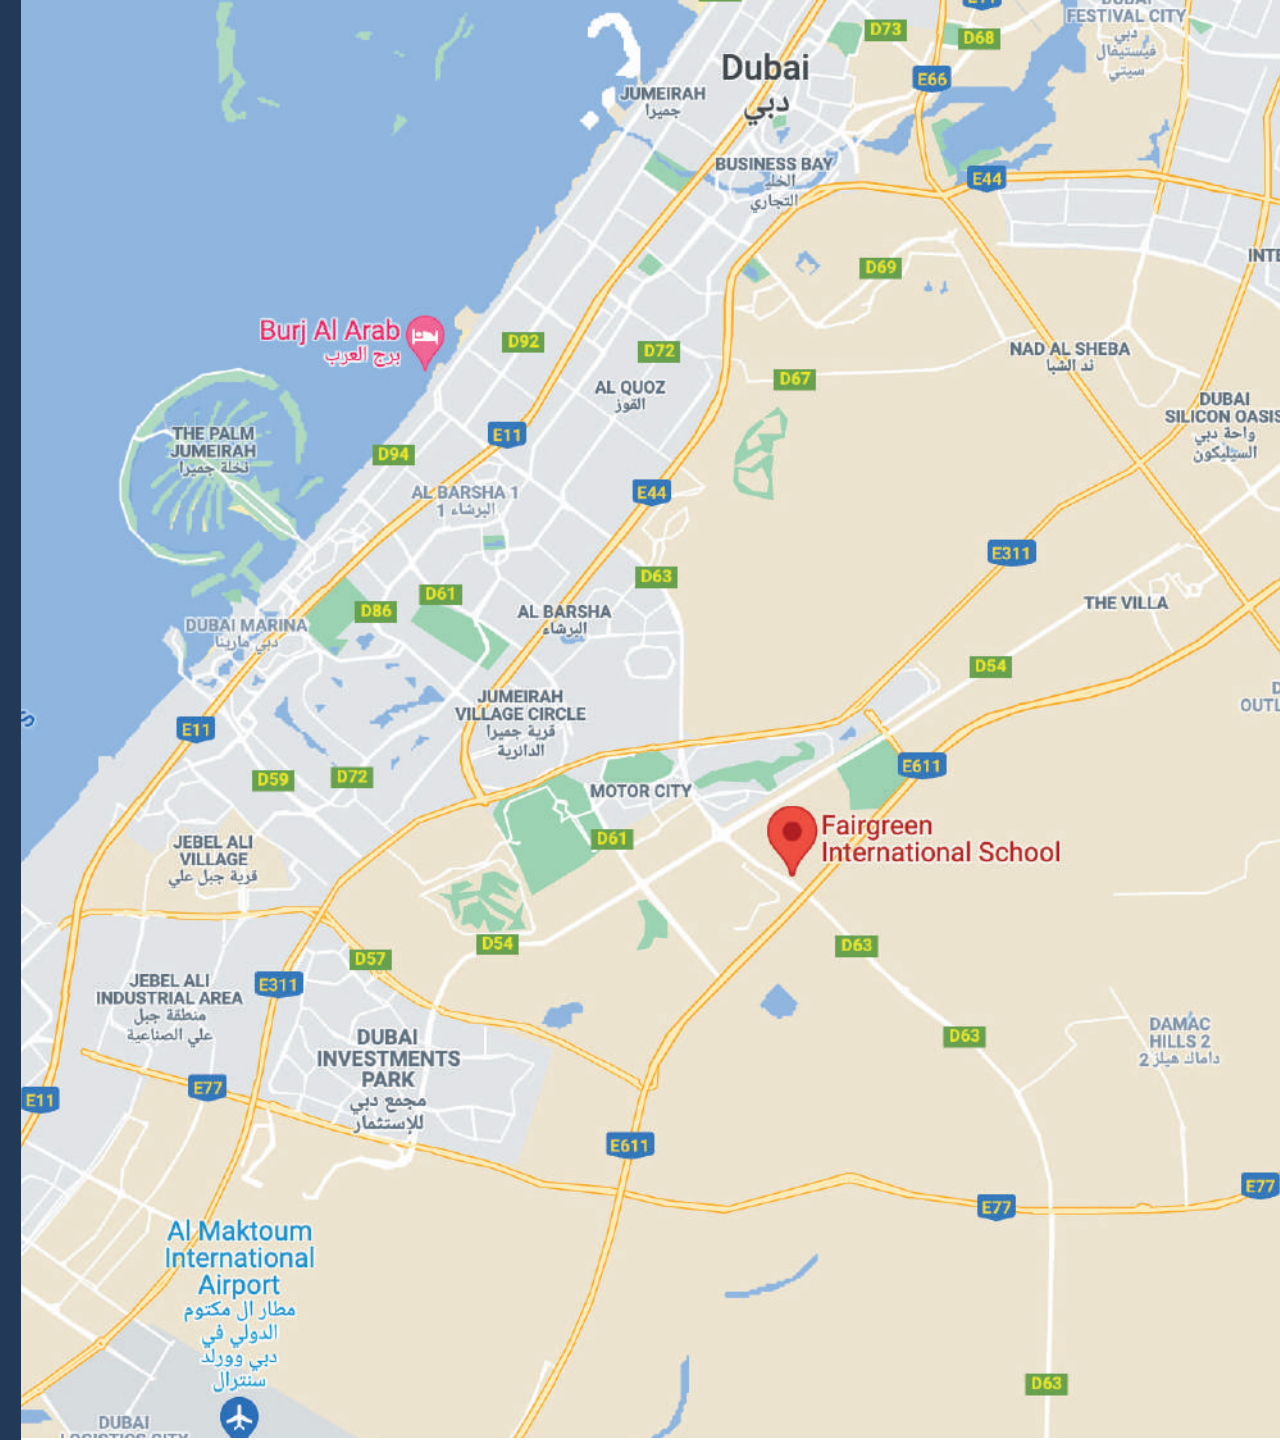 DUBAI
FESTIVAL CITY
دبي
فيستيفال
سيتي
E11
D73
D68
E66
Dubai
دبي
JUMEIRAH
جميرا
BUSINESS BAY
الخليج
التجاري
E44
D69
Burj Al Arab
برج العرب
D92
D72
NAD AL SHEBA
ند الشبا
D67
AL QUOZ
القوز
DUBAI
SILICON OASIS
واحة دبي
السيليكون
THE PALM
JUMEIRAH
نخلة جميرا
E11
D94
AL BARSHA 1
البرشاء 1
E44
E311
D63
D61
D86
AL BARSHA
البرشاء
THE VILLA
DUBAI MARINA
دبي مارينا
D54
JUMEIRAH
VILLAGE CIRCLE
قرية جميرا
الدائرية
E11
D59
D72
E611
MOTOR CITY
D61
Fairgreen
International School
JEBEL ALI
VILLAGE
قرية جبل علي
D54
D63
D57
E311
JEBEL ALI
INDUSTRIAL AREA
منطقة جبل
علي الصناعية
DUBAI
INVESTMENTS
PARK
مجمع دبي
للإستثمار
D63
DAMAC
HILLS 2
داماك هيلز 2
E77
E11
E611
E77
E77
Al Maktoum
International
Airport
مطار ال مكتوم
الدولي في
دبي وورلد
سنترال
D63
DUBAI
LOGISTICS CITY